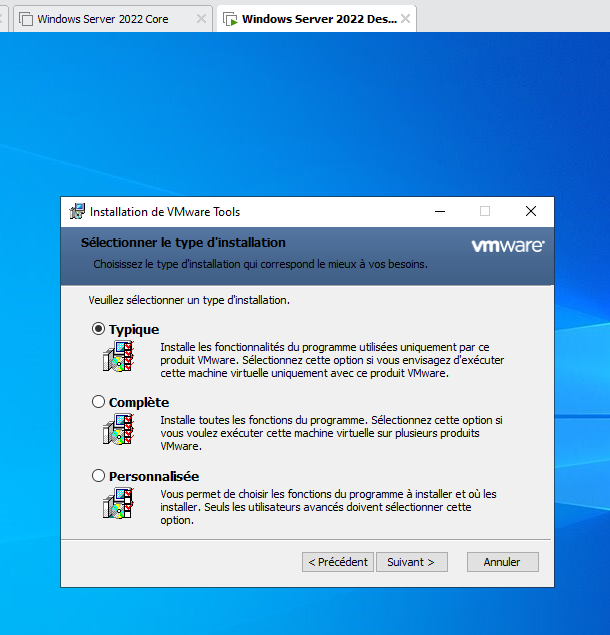 Windows Server 2022 Core
Windows Server 2022 Des...
Installation de VMware Tools
Sélectionner le type d'installation
Choisissez le type d'installation qui correspond le mieux à vos besoins.
vmware
Veuillez sélectionner un type d'installation.
Typique
Installe les fonctionnalités du programme utilisées uniquement par ce
produit VMware. Sélectionnez cette option si vous envisagez d'exécuter
cette machine virtuelle uniquement avec ce produit VMware.
Complète
Installe toutes les fonctions du programme. Sélectionnez cette option si
vous voulez exécuter cette machine virtuelle sur plusieurs produits
VMware.
Personnalisée
Vous permet de choisir les fonctions du programme à installer et où les
installer. Seuls les utilisateurs avancés doivent sélectionner cette
option.
< Précédent
Suivant >
Annuler